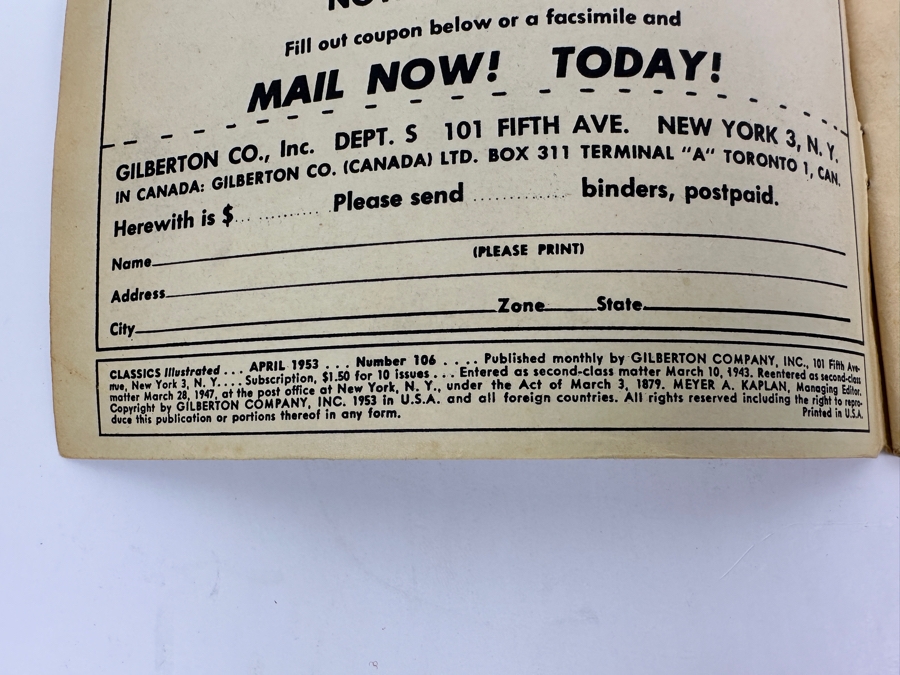 Fill out coupon below or a facsimile and
MAIL NOW! TODAY!
GILBERTON CO., Inc. DEPT. S 101 FIFTH AVE. NEW YORK 3, N. Y.
IN CANADA: GILBERTON CO. (CANADA) LTD. BOX 311 TERMINAL "A" TORONTO 1, CAN.
Herewith is $.............. Please send ................ binders, postpaid.
(PLEASE PRINT)
Name
Address
City Zone State
CLASSICS Illustrated . . . APRIL 1953 . . . Number 106 . . . . Published monthly by GILBERTON COMPANY, INC., 101 Fifth Ave-
nue, New York 3, N. Y. . . . Subscription, $1.50 for 10 issues . . . Entered as second-class matter March 10, 1943. Reentered as second-class
matter March 28, 1947, at the post office at New York, N. Y., under the Act of March 3, 1879. MEYER A. KAPLAN, Managing Editor.
Copyright by GILBERTON COMPANY, INC. 1953 in U.S.A. and all foreign countries. All rights reserved including the right to repro-
duce this publication or portions thereof in any form. Printed in U.S.A.